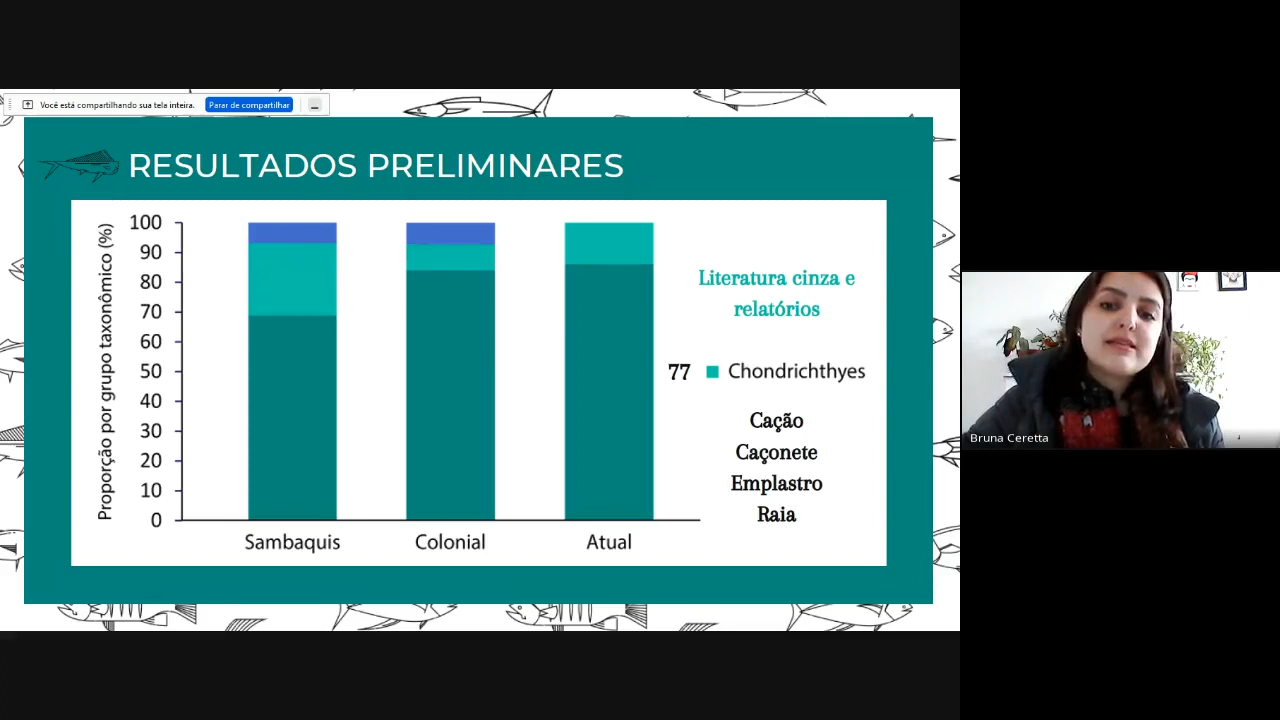 Você está compartilhando sua tela inteira.
Parar de compartilhar
RESULTADOS PRELIMINARES
Proporção por grupo taxonômico (%)
100
90
80
70
60
50
40
30
20
10
0
Sambaquis
Colonial
Atual
Literatura cinza e
relatórios
77 Chondrichthyes
Cação
Caçonete
Emplastro
Raia
Bruna Ceretta